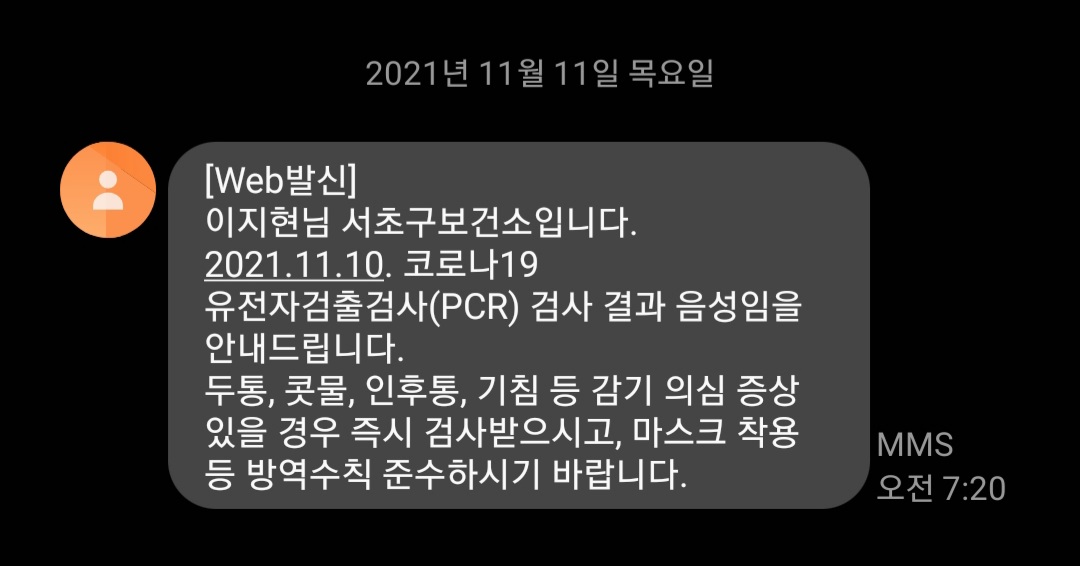 2021년 11월 11일 목요일
[Web발신]
이지현님 서초구보건소입니다.
2021.11.10. 코로나19
유전자검출검사(PCR) 검사 결과 음성임을
안내드립니다.
두통, 콧물, 인후통, 기침 등 감기 의심 증상
있을 경우 즉시 검사받으시고, 마스크 착용
등 방역수칙 준수하시기 바랍니다.
MMS
오전 7:20